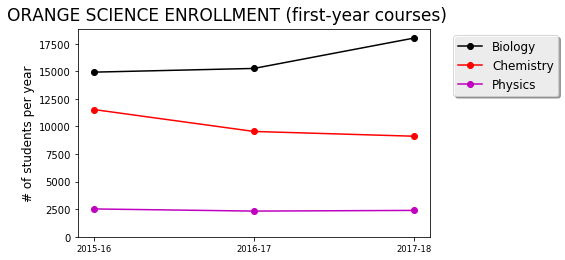 ORANGE SCIENCE ENROLLMENT (first-year courses)
# of students per year
17500
15000
12500
10000
7500
5000
2500
0
2015-16
2016-17
2017-18
Biology
Chemistry
Physics